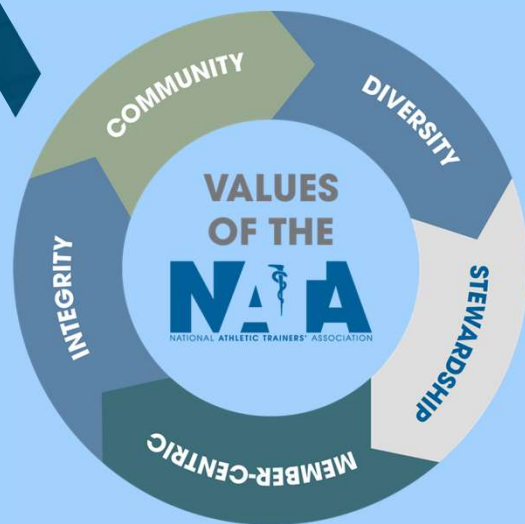 COMMUNITY
DIVERSITY
STEWARDSHIP
MEMBER-CENTRIC
INTEGRITY
VALUES
OF THE
NATA
NATIONAL ATHLETIC TRAINERS' ASSOCIATION